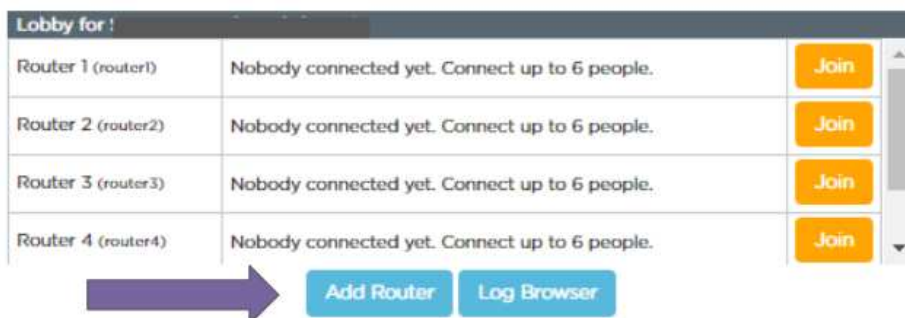 Lobby for
Router 1 (router1) Nobody connected yet. Connect up to 6 people. Join
Router 2 (router2) Nobody connected yet. Connect up to 6 people. Join
Router 3 (router3) Nobody connected yet. Connect up to 6 people. Join
Router 4 (router4) Nobody connected yet. Connect up to 6 people. Join
Add Router Log Browser